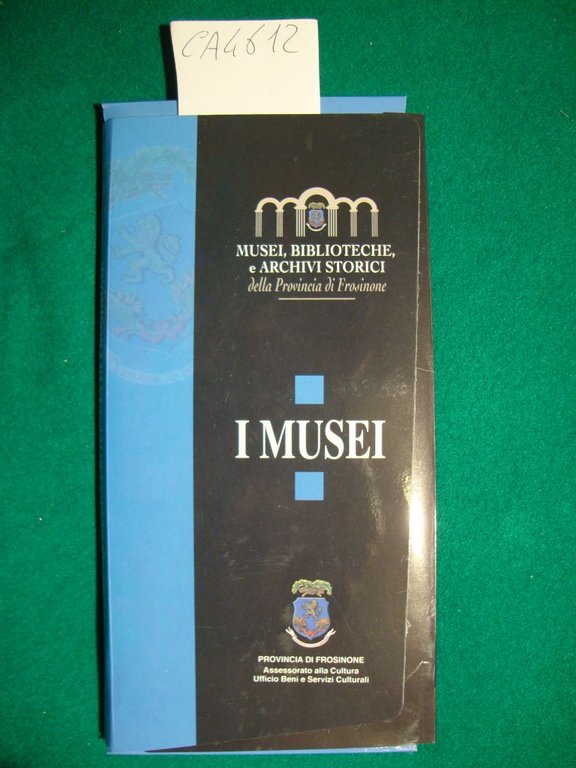 CA4612
MUSEI, BIBLIOTECHE,
e ARCHIVI STORICI
della Provincia di Frosinone
I MUSEI
PROVINCIA DI FROSINONE
Assessorato alla Cultura
Ufficio Beni e Servizi Culturali